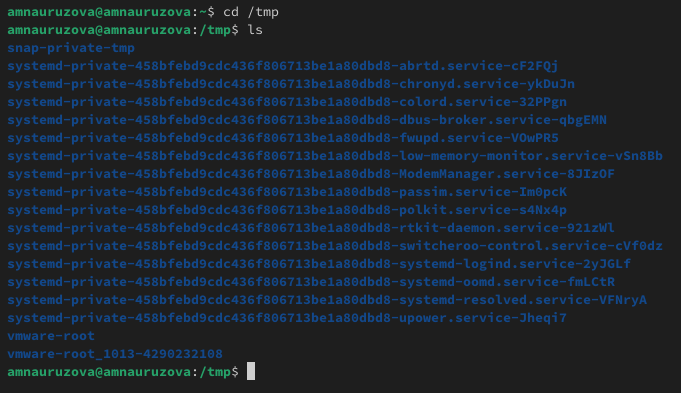 amnauruzova@amnauruzova:~$ cd /tmp
amnauruzova@amnauruzova:/tmp$ ls
snap-private-tmp
systemd-private-458bfebd9cdc436f806713be1a80dbd8-abrtd.service-cF2FQj
systemd-private-458bfebd9cdc436f806713be1a80dbd8-chronyd.service-ykDuJn
systemd-private-458bfebd9cdc436f806713be1a80dbd8-colord.service-32PPgn
systemd-private-458bfebd9cdc436f806713be1a80dbd8-dbus-broker.service-qbgEMN
systemd-private-458bfebd9cdc436f806713be1a80dbd8-fwupd.service-VOwPR5
systemd-private-458bfebd9cdc436f806713be1a80dbd8-low-memory-monitor.service-vSn8Bb
systemd-private-458bfebd9cdc436f806713be1a80dbd8-ModemManager.service-8JIzOF
systemd-private-458bfebd9cdc436f806713be1a80dbd8-passim.service-Im0pcK
systemd-private-458bfebd9cdc436f806713be1a80dbd8-polkit.service-s4Nx4p
systemd-private-458bfebd9cdc436f806713be1a80dbd8-rtkit-daemon.service-921zWl
systemd-private-458bfebd9cdc436f806713be1a80dbd8-switcheroo-control.service-cVf0dz
systemd-private-458bfebd9cdc436f806713be1a80dbd8-systemd-logind.service-2yJGLf
systemd-private-458bfebd9cdc436f806713be1a80dbd8-systemd-oomd.service-fmLCtR
systemd-private-458bfebd9cdc436f806713be1a80dbd8-systemd-resolved.service-VFNryA
systemd-private-458bfebd9cdc436f806713be1a80dbd8-upower.service-Jheqi7
vmware-root
vmware-root_1013-4290232108
amnauruzova@amnauruzova:/tmp$